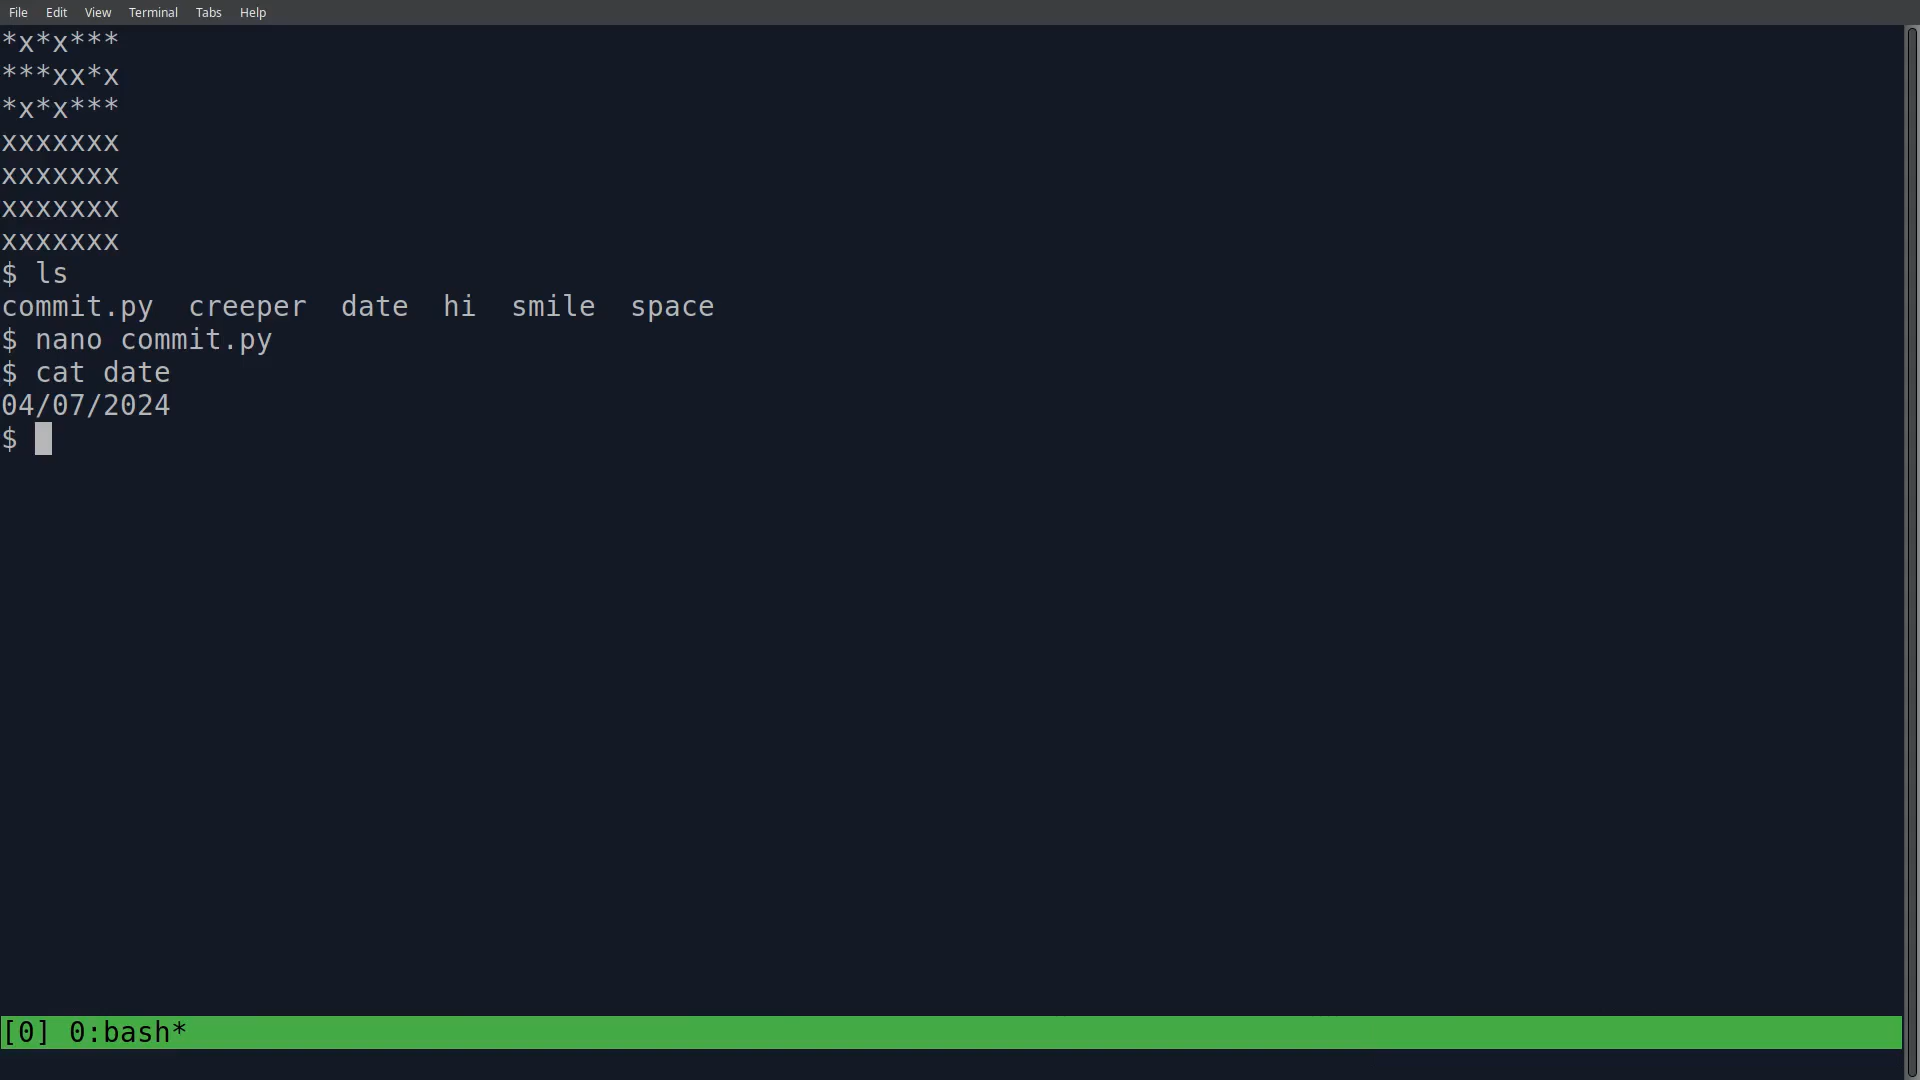 File Edit View Terminal Tabs Help
*x*x***
***xx*x
*x*x***
xxxxxxx
xxxxxxx
xxxxxxx
xxxxxxx
$ ls
commit.py  creeper  date  hi  smile  space
$ nano commit.py
$ cat date
04/07/2024
$
[0] 0:bash*